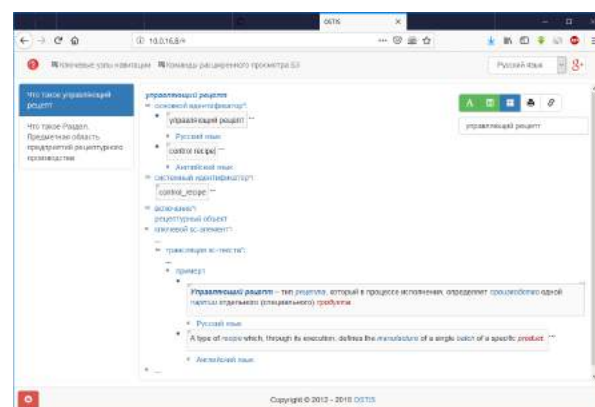 OSTIS
10.0.16.8/#
Ключевые узлы навигации Команды расширенного просмотра БЗ
Русский язык
Что такое управляющий
рецепт
Что такое Раздел.
Предметная область
предприятий рецептурного
производства
управляющий рецепт
основной идентификатор*:
управляющий рецепт
Русский язык
control recipe
Английский язык
системный идентификатор*:
control_recipe
включение*:
рецептурный объект
ключевой sc-элемент*:
...
трансляция sc-текста*:
...
пример:
Управляющий рецепт – тип рецепта, который в процессе исполнения, определяет производство одной
партии отдельного (специального) продукта.
Русский язык
A type of recipe which, through its execution, defines the manufacture of a single batch of a specific product.
Английский язык
...
управляющий рецепт
Copyright © 2012 - 2018 OSTIS